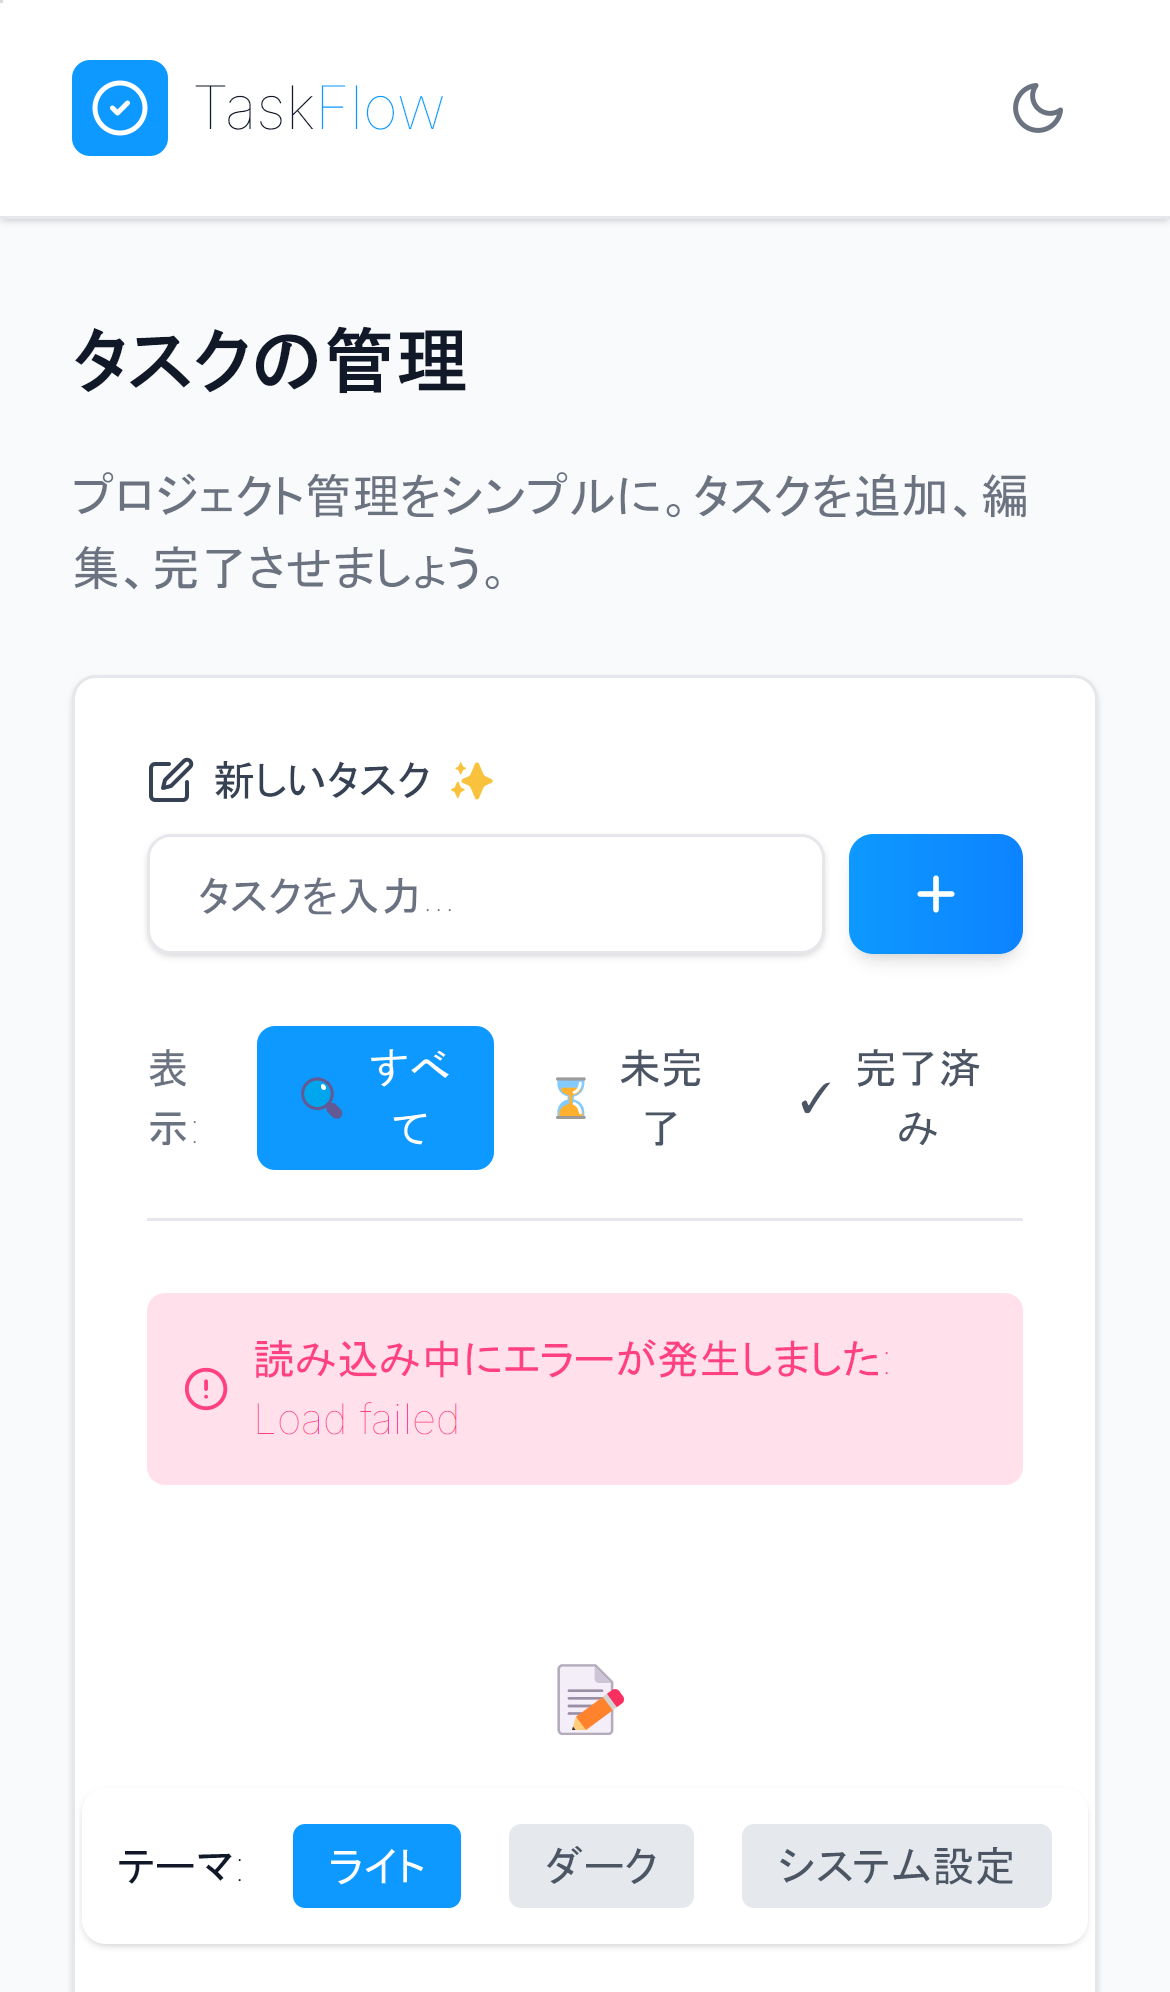 TaskFlow
タスクの管理
プロジェクト管理をシンプルに。タスクを追加、編
集、完了させましょう。
新しいタスク ✨
タスクを入力...
表
示:
🔍 すべ
て
⏳ 未完
了
✓ 完了済
み
読み込み中にエラーが発生しました:
Load failed
テーマ: ライト ダーク システム設定